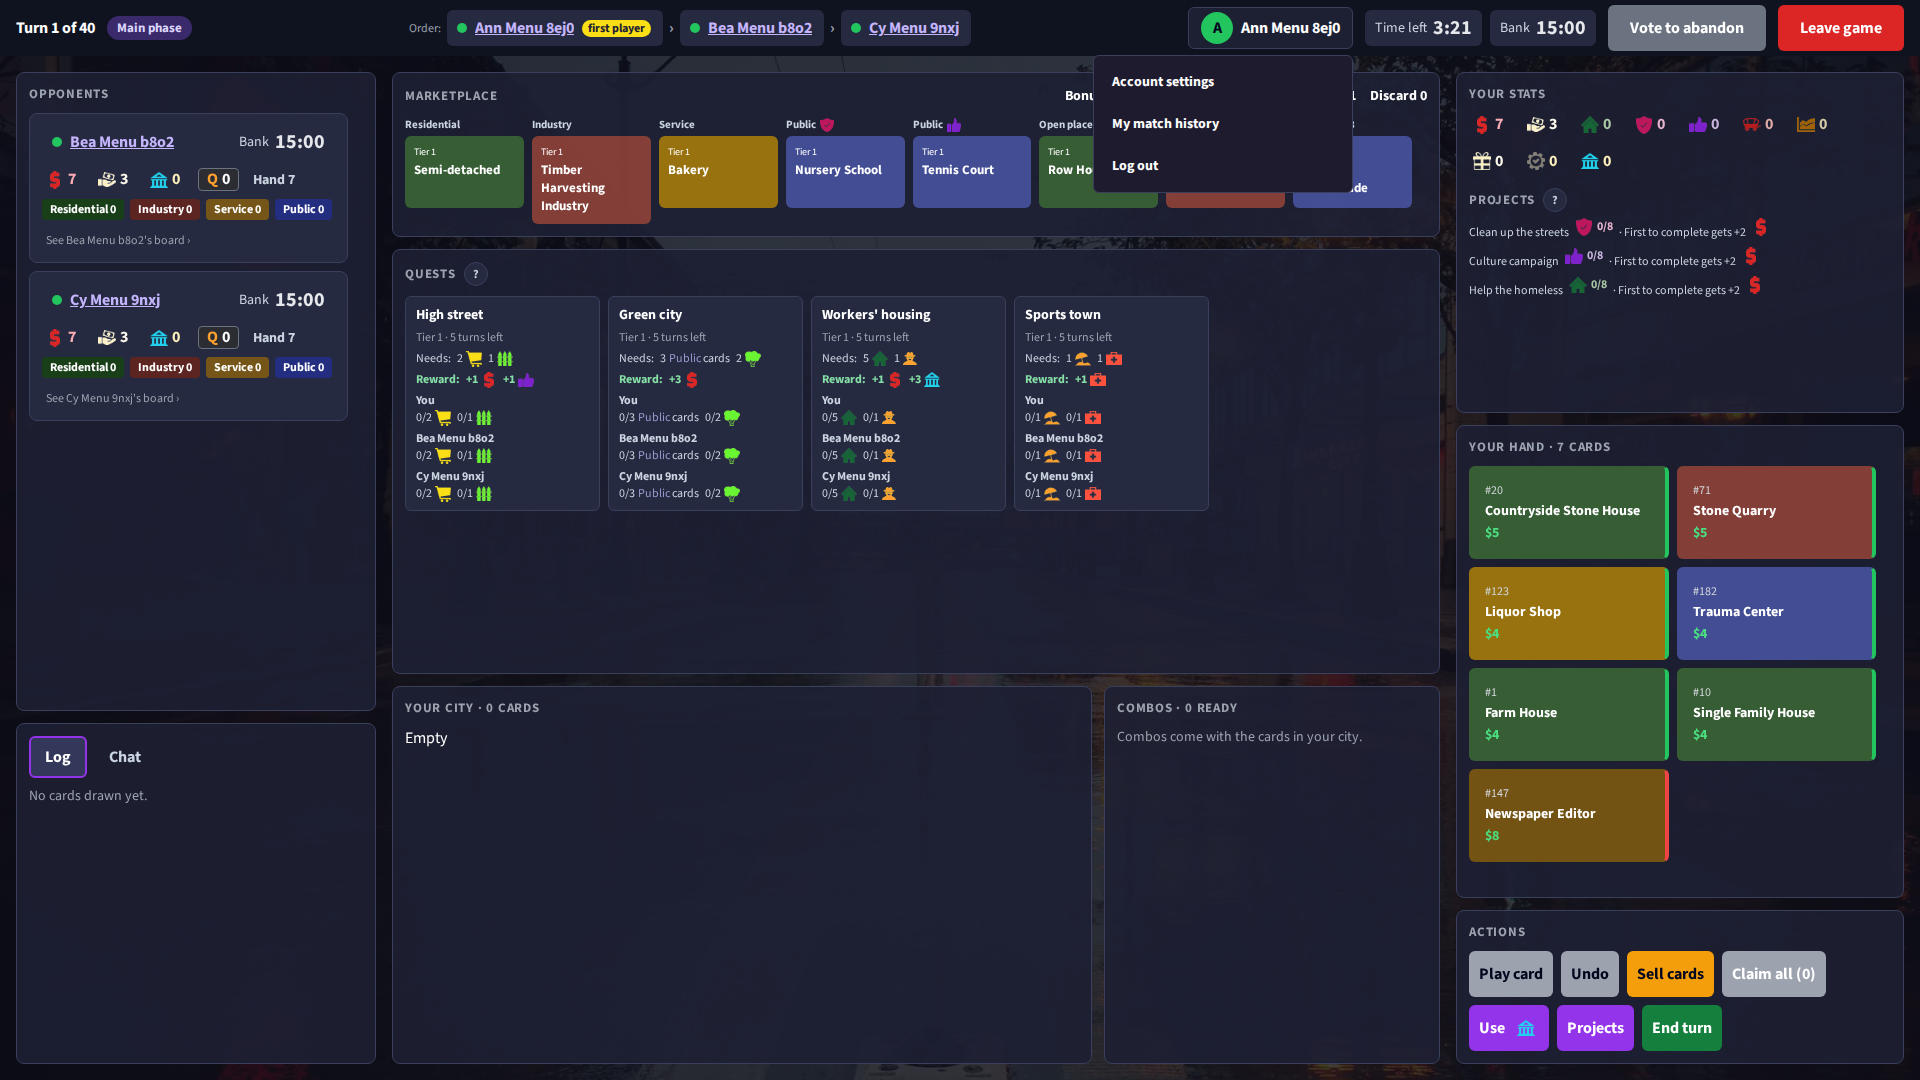 Turn 1 of 40 Main phase
Order: Ann Menu 8ej0 first player › Bea Menu b8o2 › Cy Menu 9nxj
A Ann Menu 8ej0
Time left 3:21
Bank 15:00
Vote to abandon
Leave game
Account settings
My match history
Log out
OPPONENTS
Bea Menu b8o2 Bank 15:00
7 3 0 Q 0 Hand 7
Residential 0 Industry 0 Service 0 Public 0
See Bea Menu b8o2's board ›
Cy Menu 9nxj Bank 15:00
7 3 0 Q 0 Hand 7
Residential 0 Industry 0 Service 0 Public 0
See Cy Menu 9nxj's board ›
Log Chat
No cards drawn yet.
MARKETPLACE
Discard 0
Residential
Tier 1
Semi-detached
Industry
Tier 1
Timber
Harvesting
Industry
Service
Tier 1
Bakery
Public
Tier 1
Nursery School
Public
Tier 1
Tennis Court
Open place
Tier 1
Row
QUESTS ?
High street
Tier 1 · 5 turns left
Needs: 2 1
Reward: +1 +1
You
0/2 0/1
Bea Menu b8o2
0/2 0/1
Cy Menu 9nxj
0/2 0/1
Green city
Tier 1 · 5 turns left
Needs: 3 Public cards 2
Reward: +3
You
0/3 Public cards 0/2
Bea Menu b8o2
0/3 Public cards 0/2
Cy Menu 9nxj
0/3 Public cards 0/2
Workers' housing
Tier 1 · 5 turns left
Needs: 5 1
Reward: +1 +3
You
0/5 0/1
Bea Menu b8o2
0/5 0/1
Cy Menu 9nxj
0/5 0/1
Sports town
Tier 1 · 5 turns left
Needs: 1 1
Reward: +1
You
0/1 0/1
Bea Menu b8o2
0/1 0/1
Cy Menu 9nxj
0/1 0/1
YOUR CITY · 0 CARDS
Empty
COMBOS · 0 READY
Combos come with the cards in your city.
YOUR STATS
7 3 0 0 0 0 0
0 0 0
PROJECTS ?
Clean up the streets 0/8 · First to complete gets +2
Culture campaign 0/8 · First to complete gets +2
Help the homeless 0/8 · First to complete gets +2
YOUR HAND · 7 CARDS
#20
Countryside Stone House
$5
#71
Stone Quarry
$5
#123
Liquor Shop
$4
#182
Trauma Center
$4
#1
Farm House
$4
#10
Single Family House
$4
#147
Newspaper Editor
$8
ACTIONS
Play card Undo Sell cards Claim all (0)
Use Projects End turn